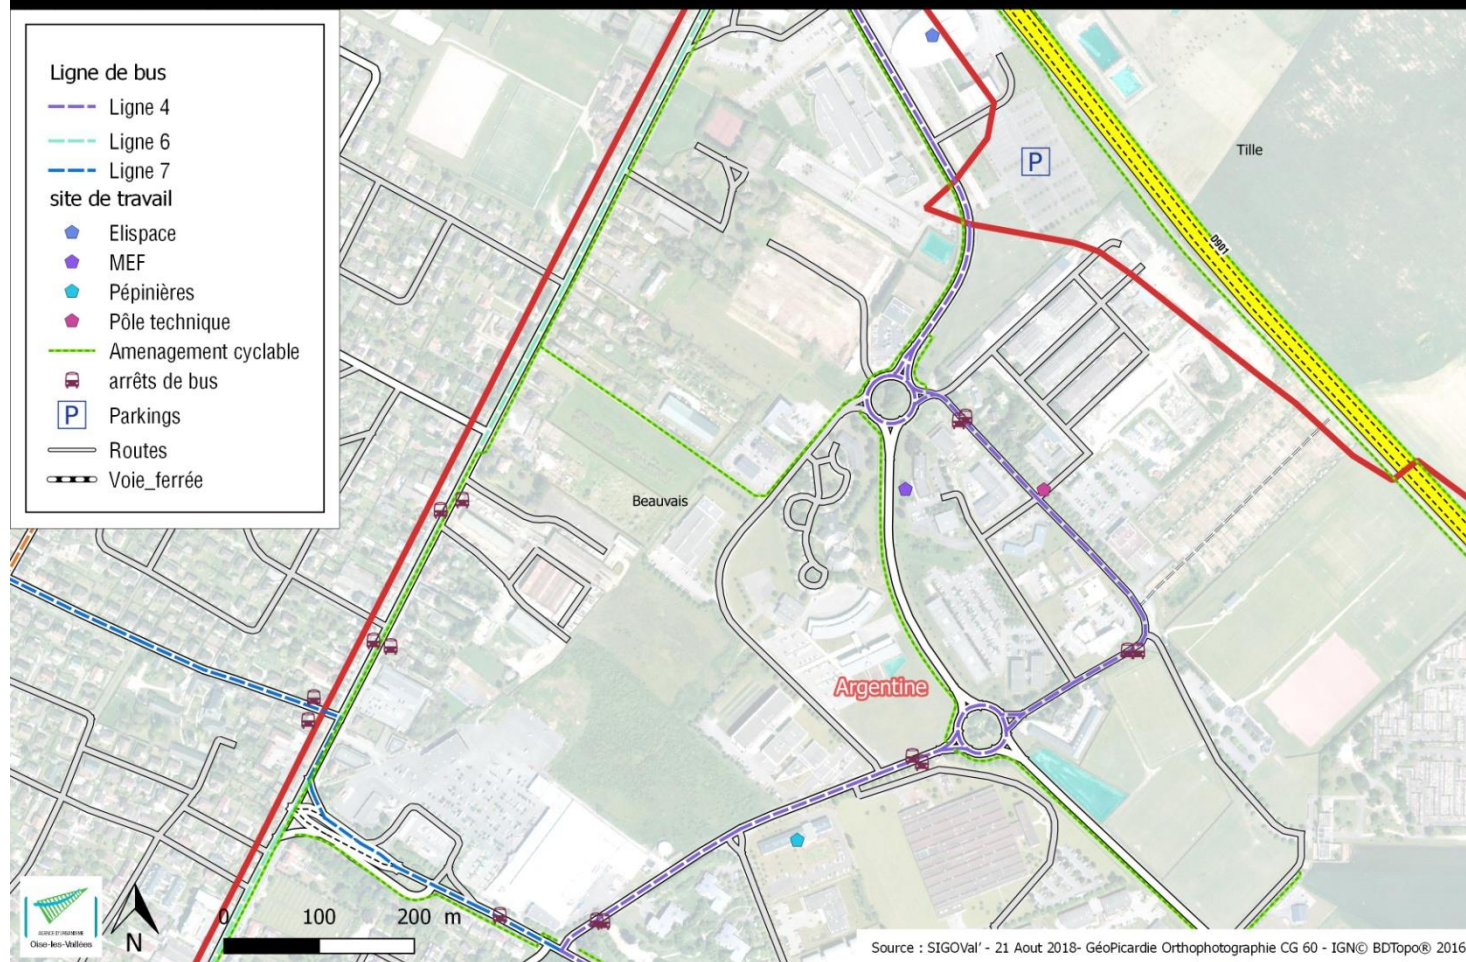 Ligne de bus
Ligne 4
Ligne 6
Ligne 7
site de travail
Elispace
MEF
Pépinières
Pôle technique
Amenagement cyclable
arrêts de bus
P Parkings
Routes
Voie_ferrée
P
Tille
D901
Beauvais
Argentine
Oise-les-Vallées
N
0 100 200 m
Source : SIGOVal' - 21 Aout 2018- GéoPicardie Orthophotographie CG 60 - IGN© BDTopo® 2016